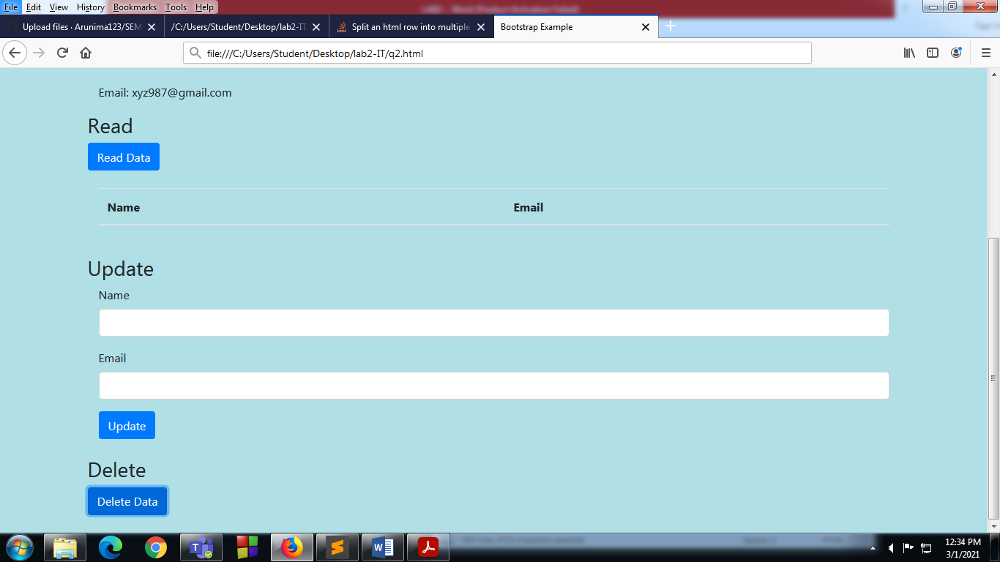 File Edit View History Bookmarks Tools Help
Upload files · Arunima123/SEM
/C:/Users/Student/Desktop/lab2-IT
Split an html row into multiple
Bootstrap Example
file:///C:/Users/Student/Desktop/lab2-IT/q2.html
Email: xyz987@gmail.com
Read
Read Data
Name Email
Update
Name
Email
Update
Delete
Delete Data
12:34 PM
3/1/2021